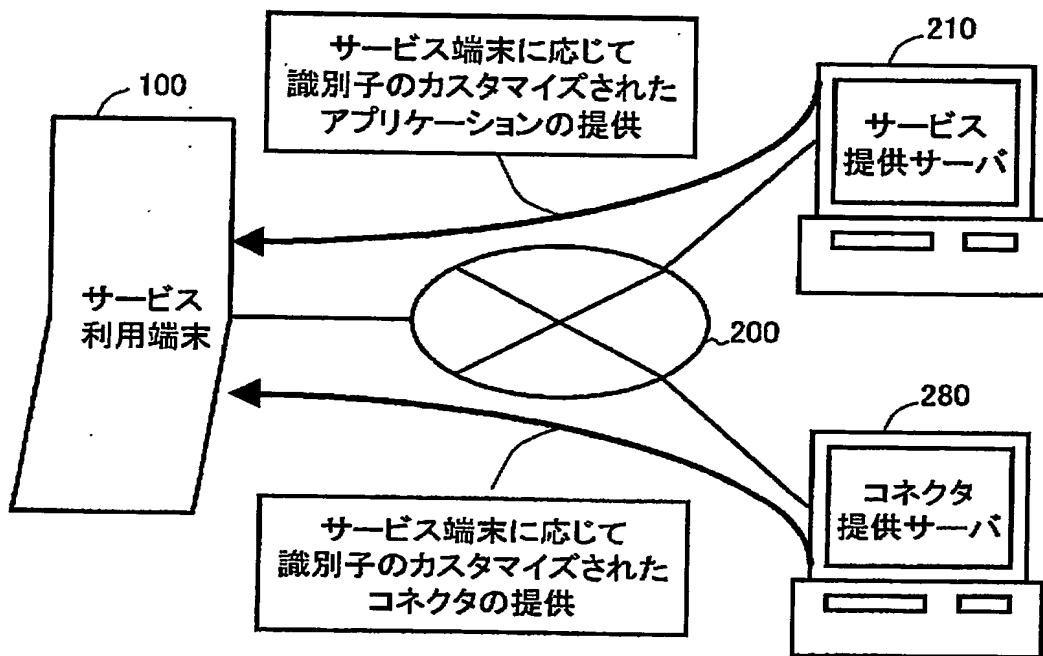 サービス端末に応じて
識別子のカスタマイズされた
アプリケーションの提供
210
100
サービス
提供サーバ
サービス
利用端末
200
280
コネクタ
提供サーバ
サービス端末に応じて
識別子のカスタマイズされた
コネクタの提供